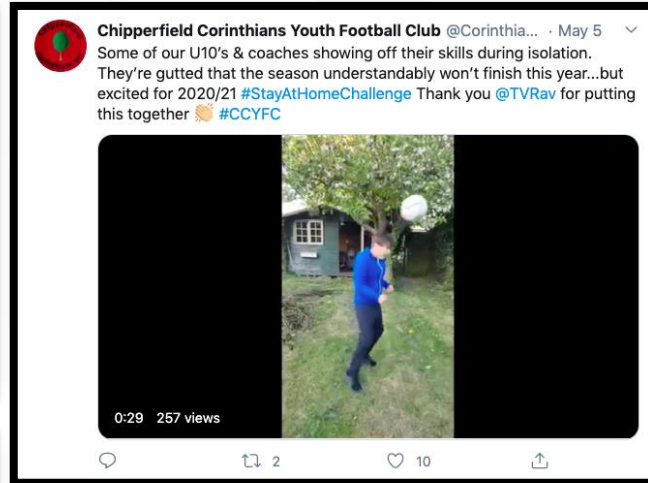 Chipperfield Corinthians Youth Football Club @Corinthia... · May 5
Some of our U10's & coaches showing off their skills during isolation.
They're gutted that the season understandably won't finish this year...but
excited for 2020/21 #StayAtHomeChallenge Thank you @TVRav for putting
this together 👏🏼 #CCYFC
0:29 257 views
2 10